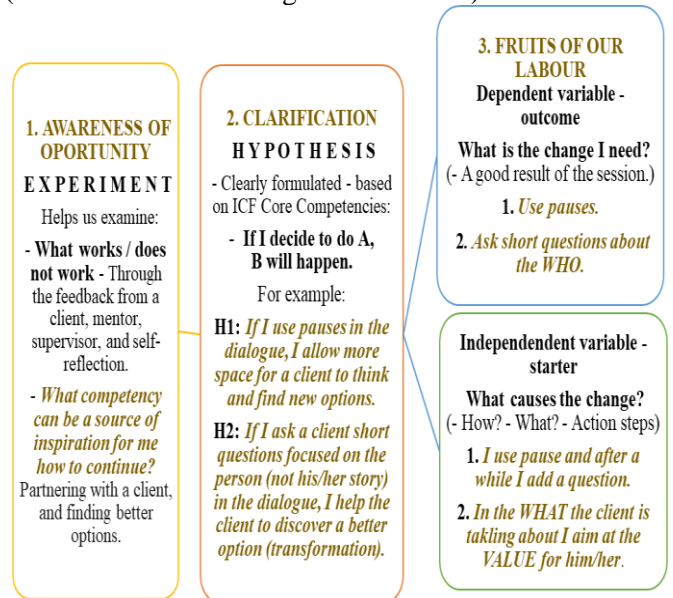 1. AWARENESS OF
OPORTUNITY
EXPERIMENT
Helps us examine:
- What works / does
not work - Through
the feedback from a
client, mentor,
supervisor, and self-
reflection.
- What competency
can be a source of
inspiration for me
how to continue?
Partnering with a client,
and finding better
options.
2. CLARIFICATION
HYPOTHESIS
- Clearly formulated - based
on ICF Core Competencies:
- If I decide to do A,
B will happen.
For example:
H1: If I use pauses in the
dialogue, I allow more
space for a client to think
and find new options.
H2: If I ask a client short
questions focused on the
person (not his/her story)
in the dialogue, I help the
client to discover a better
option (transformation).
3. FRUITS OF OUR
LABOUR
Dependent variable -
outcome
What is the change I need?
(- A good result of the session.)
1. Use pauses.
2. Ask short questions about
the WHO.
Independendent variable -
starter
What causes the change?
(- How? - What? - Action steps)
1. I use pause and after a
while I add a question.
2. In the WHAT the client is
takling about I aim at the
VALUE for him/her.